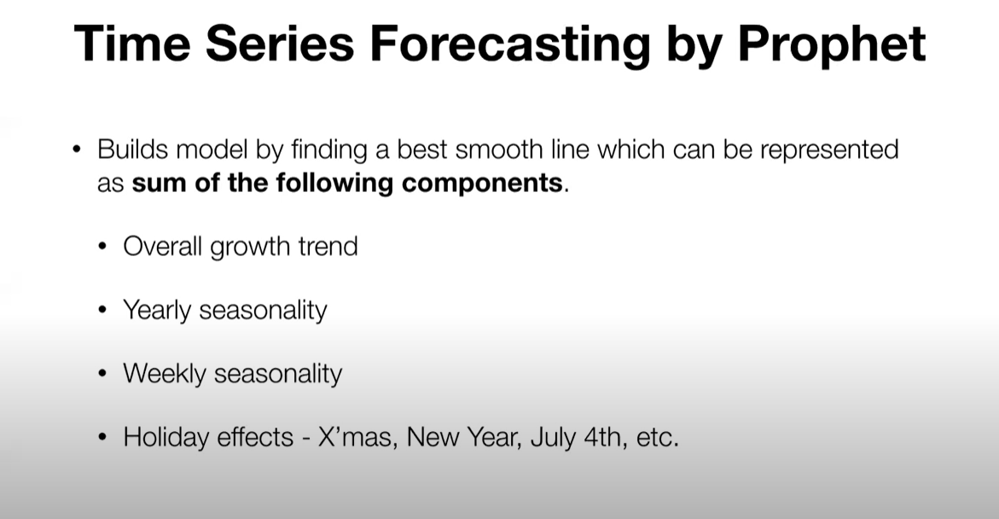 Time Series Forecasting by Prophet
• Builds model by finding a best smooth line which can be represented
as sum of the following components.
• Overall growth trend
• Yearly seasonality
• Weekly seasonality
• Holiday effects - X’mas, New Year, July 4th, etc.